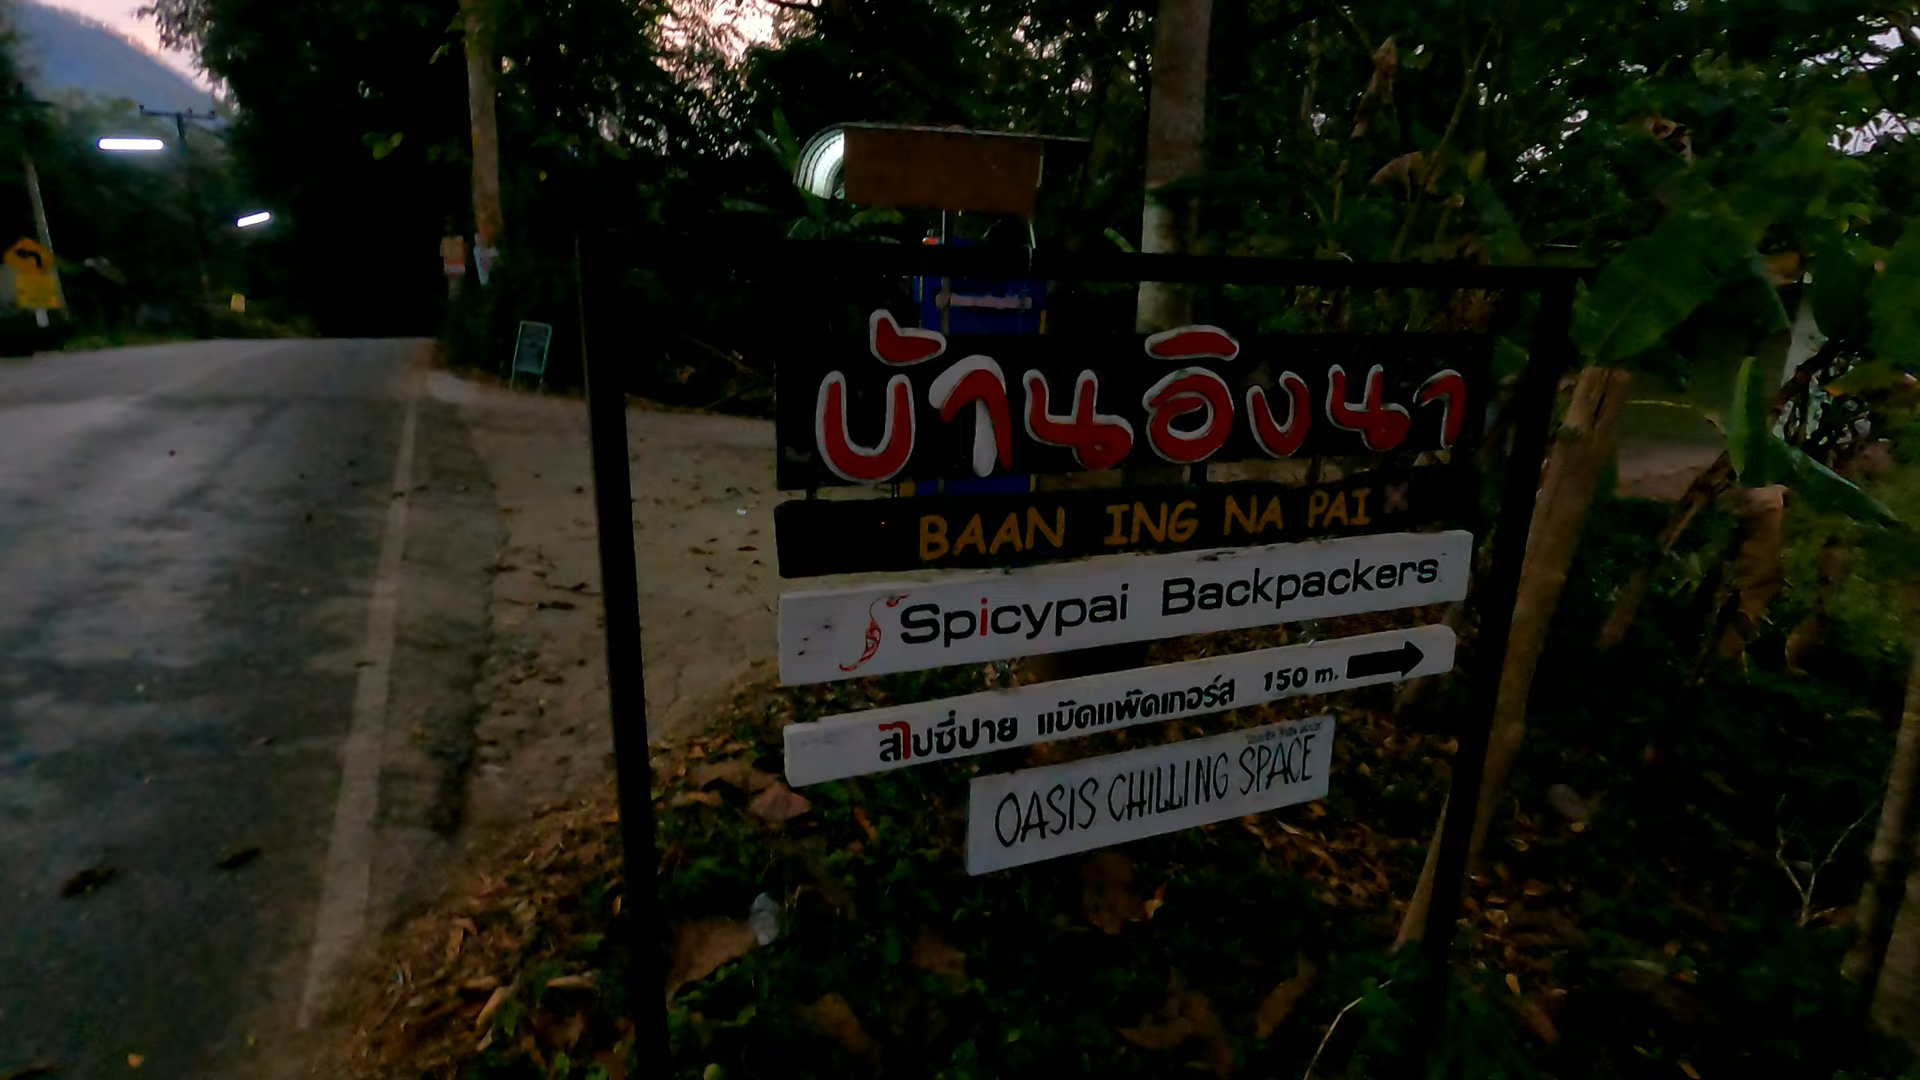 บ้านอิงนา
BAAN ING NA PAI
Spicypai Backpackers
สไปซี่ปาย แบ๊คแพ๊คเกอร์ส 150 m.
OASIS CHILLING SPACE